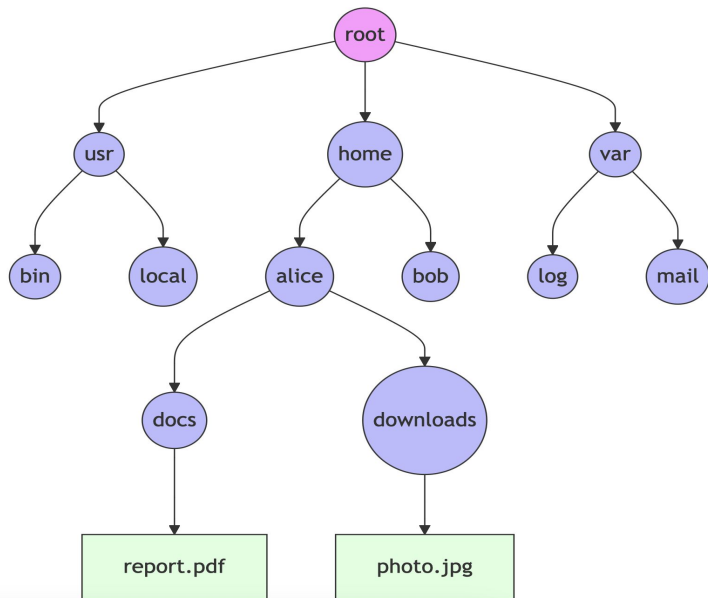 root
usr
home
var
bin
local
alice
bob
log
mail
docs
downloads
report.pdf
photo.jpg